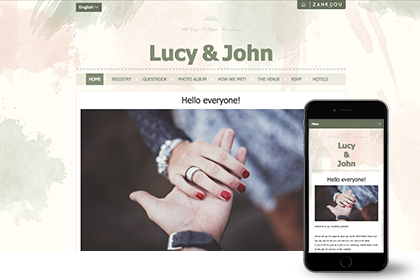 English
ZANKYOU
Lucy & John
HOME REGISTRY GUESTBOOK PHOTO ALBUM HOW WE MET! THE VENUE RSVP HOTELS
Hello everyone!
Menu
Lucy
&
John
Hello everyone!